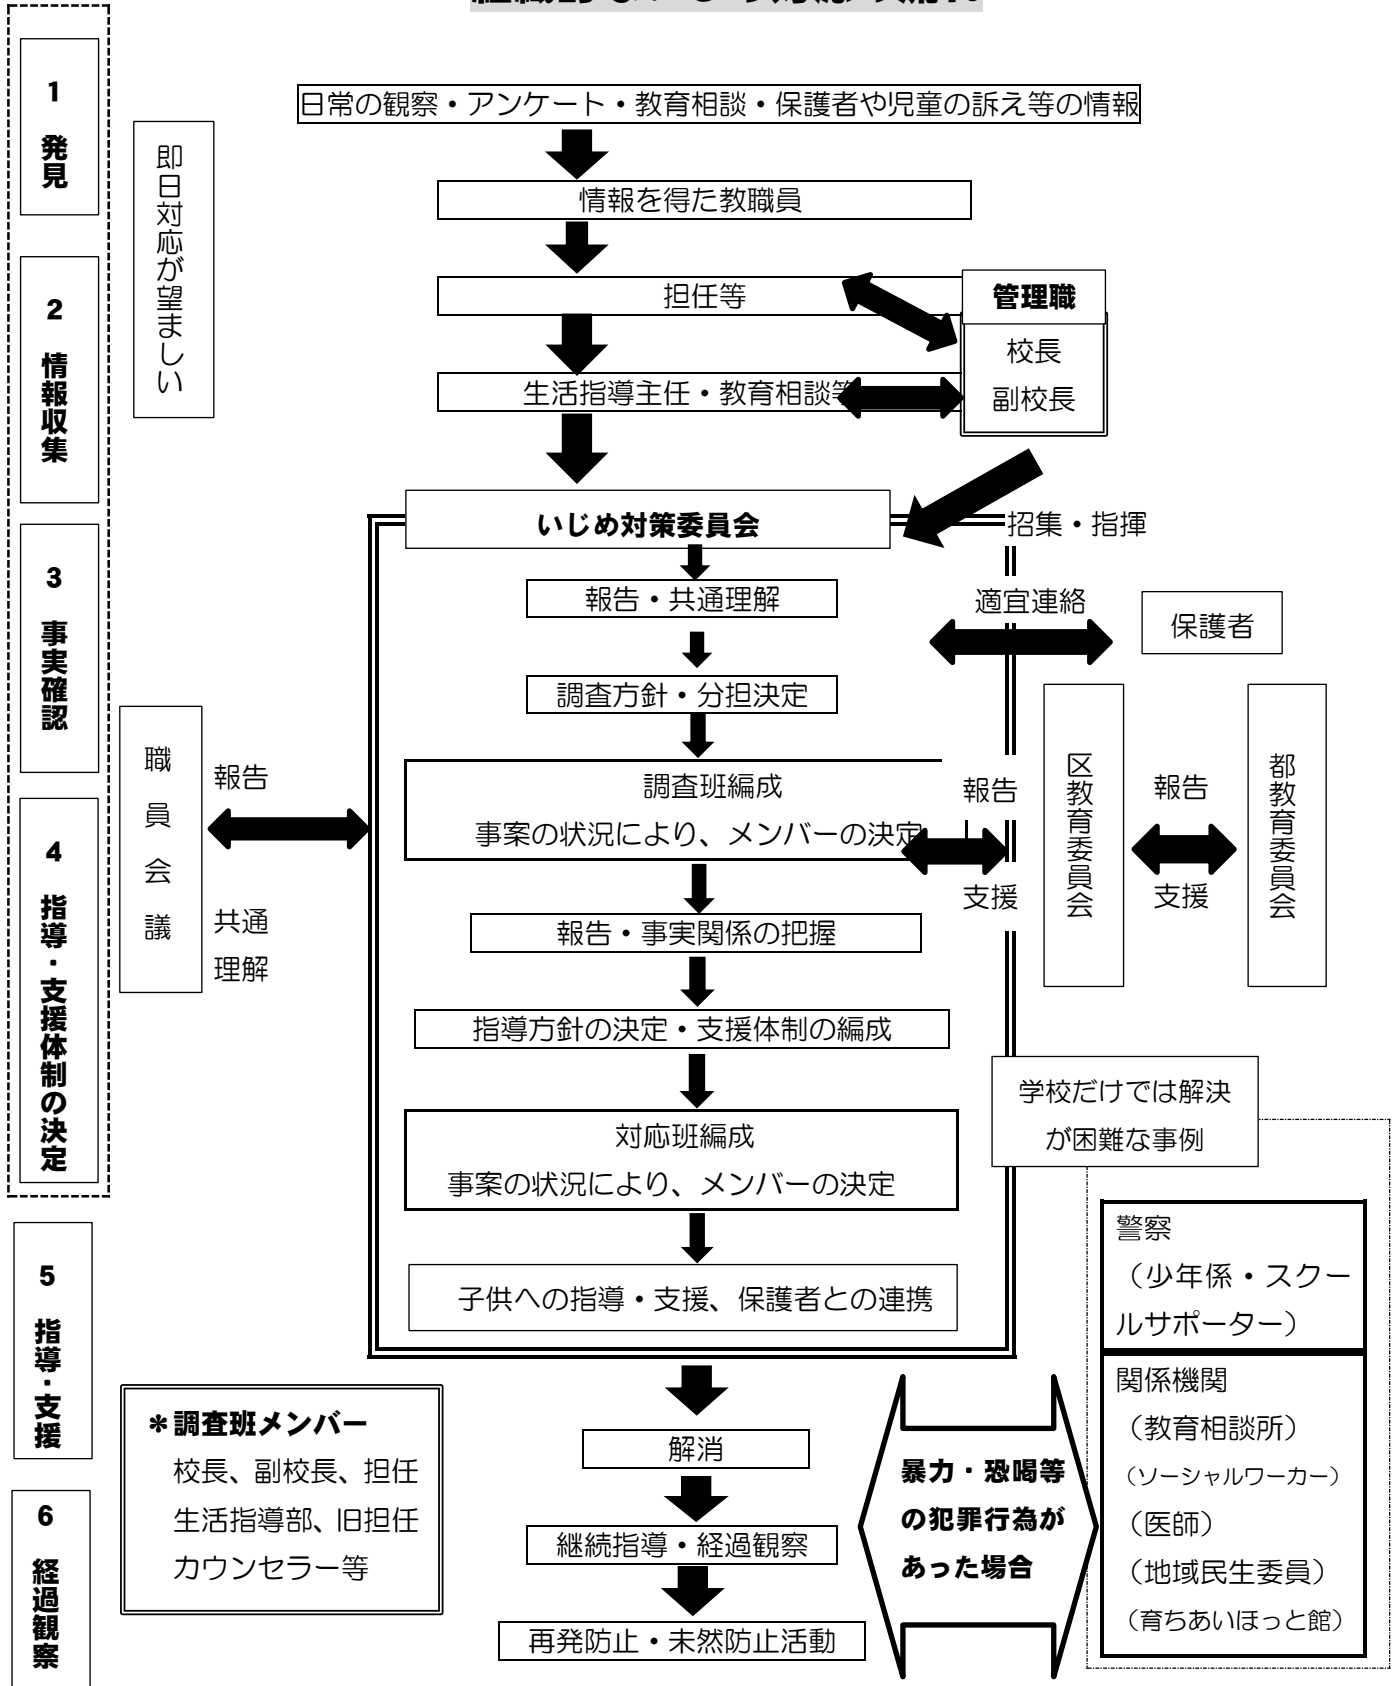 1
発見
2
情報収集
3
事実確認
4
指導・支援体制の決定
5
指導・支援
6
経過観察
即日対応が望ましい
日常の観察・アンケート・教育相談・保護者や児童の訴え等の情報
情報を得た教職員
担任等
生活指導主任・教育相談等
管理職
校長
副校長
招集・指揮
いじめ対策委員会
報告・共通理解
調査方針・分担決定
調査班編成
事案の状況により、メンバーの決定
報告・事実関係の把握
指導方針の決定・支援体制の編成
対応班編成
事案の状況により、メンバーの決定
子供への指導・支援、保護者との連携
適宜連絡
保護者
職員会議
報告
共通
理解
報告
支援
区教育委員会
報告
支援
都教育委員会
学校だけでは解決
が困難な事例
警察
（少年係・スクー
ルサポーター）
関係機関
（教育相談所）
（ソーシャルワーカー）
（医師）
（地域民生委員）
（育ちあいほっと館）
暴力・恐喝等
の犯罪行為が
あった場合
解消
継続指導・経過観察
再発防止・未然防止活動
＊調査班メンバー
校長、副校長、担任
生活指導部、旧担任
カウンセラー等